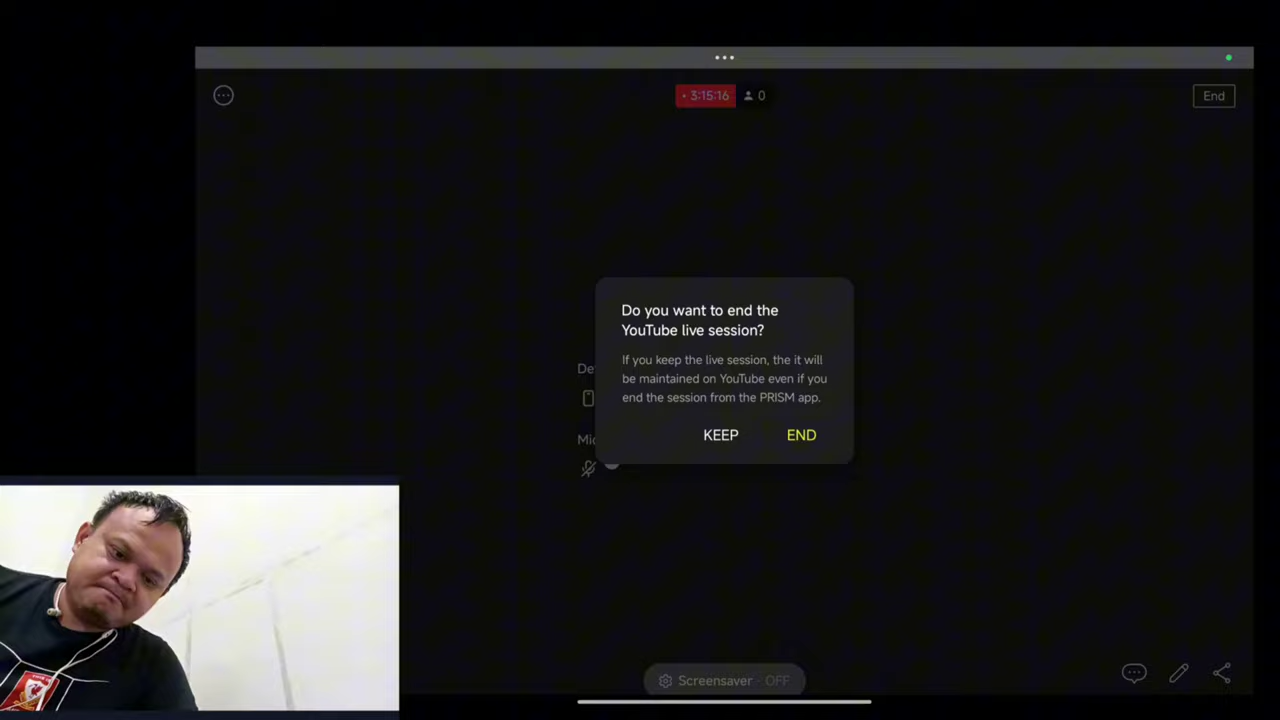 3:15:16
0
End
Do you want to end the
YouTube live session?
If you keep the live session, the it will
be maintained on YouTube even if you
end the session from the PRISM app.
KEEP
END
Screensaver · OFF